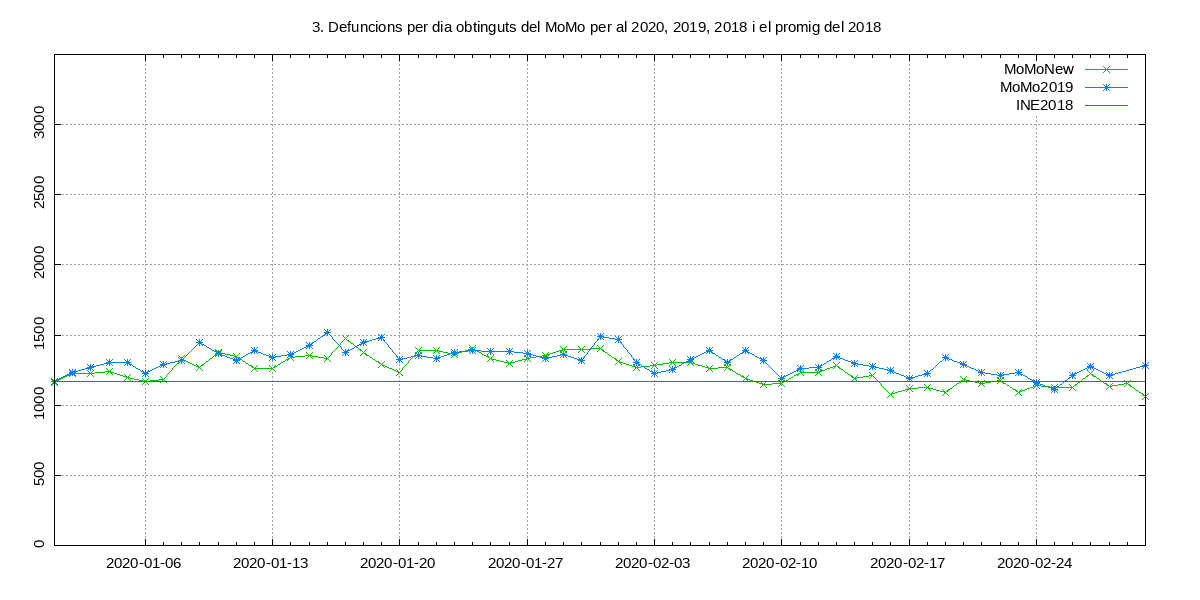 3. Defuncions per dia obtinguts del MoMo per al 2020, 2019, 2018 i el promig del 2018
MoMoNew
MoMo2019
INE2018
3000
2500
2000
1500
1000
500
0
2020-01-06 2020-01-13 2020-01-20 2020-01-27 2020-02-03 2020-02-10 2020-02-17 2020-02-24